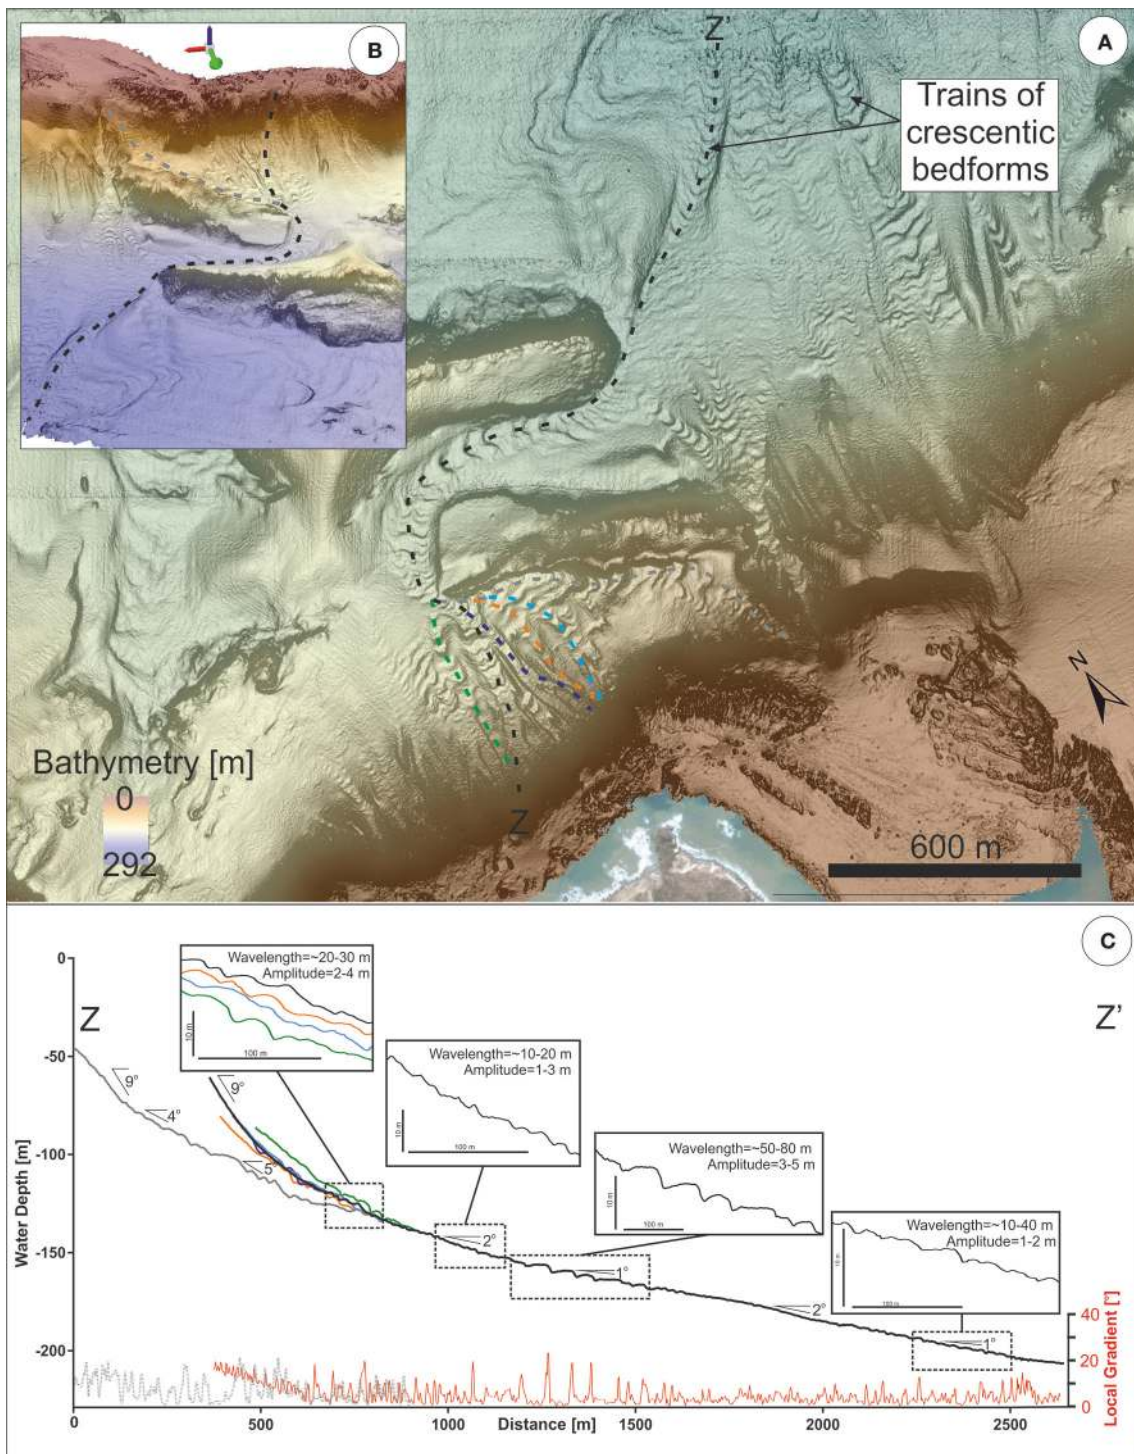 B
Z'
A
Trains of
crescentic
bedforms
N
Bathymetry [m]
0
292
Z
600 m
C
0
-50
-100
-150
-200
Water Depth [m]
Z
Z'
Wavelength=~20-30 m
Amplitude=2-4 m
10 m
100 m
Wavelength=~10-20 m
Amplitude=1-3 m
10 m
100 m
Wavelength=~50-80 m
Amplitude=3-5 m
10 m
100 m
Wavelength=~10-40 m
Amplitude=1-2 m
10 m
100 m
9°
4°
5°
9°
2°
1°
2°
1°
40
20
0
Local Gradient [°]
0
500
1000
Distance [m]
1500
2000
2500